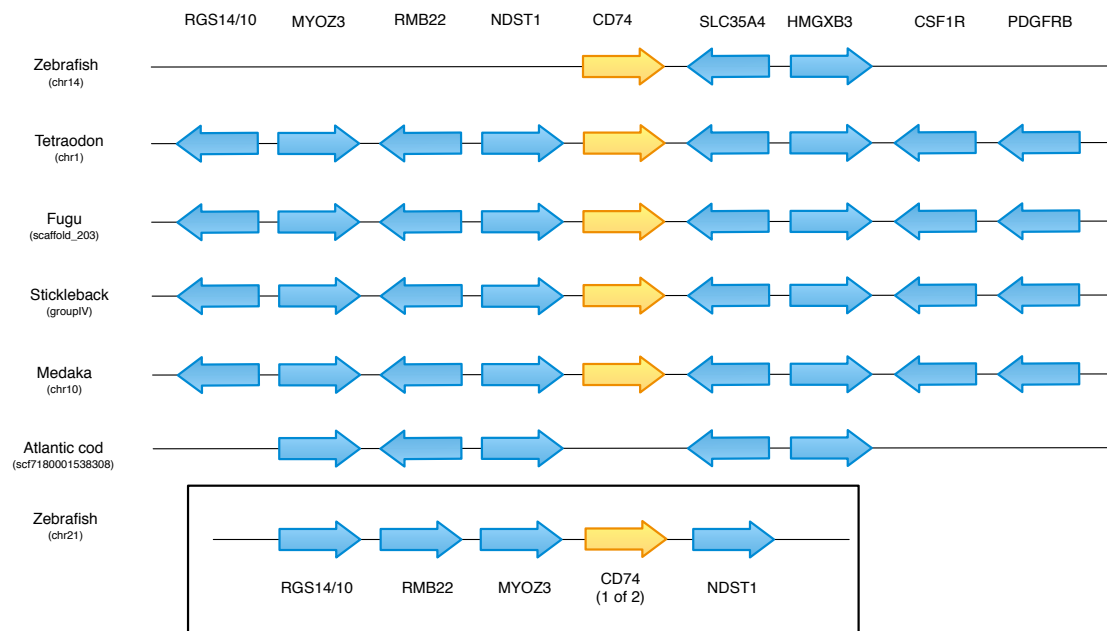 RGS14/10 MYOZ3 RMB22 NDST1 CD74 SLC35A4 HMGXB3 CSF1R PDGFRB
Zebrafish
(chr14)
Tetraodon
(chr1)
Fugu
(scaffold_203)
Stickleback
(groupIV)
Medaka
(chr10)
Atlantic cod
(scf7180001538308)
Zebrafish
(chr21)
RGS14/10 RMB22 MYOZ3 CD74 NDST1
(1 of 2)